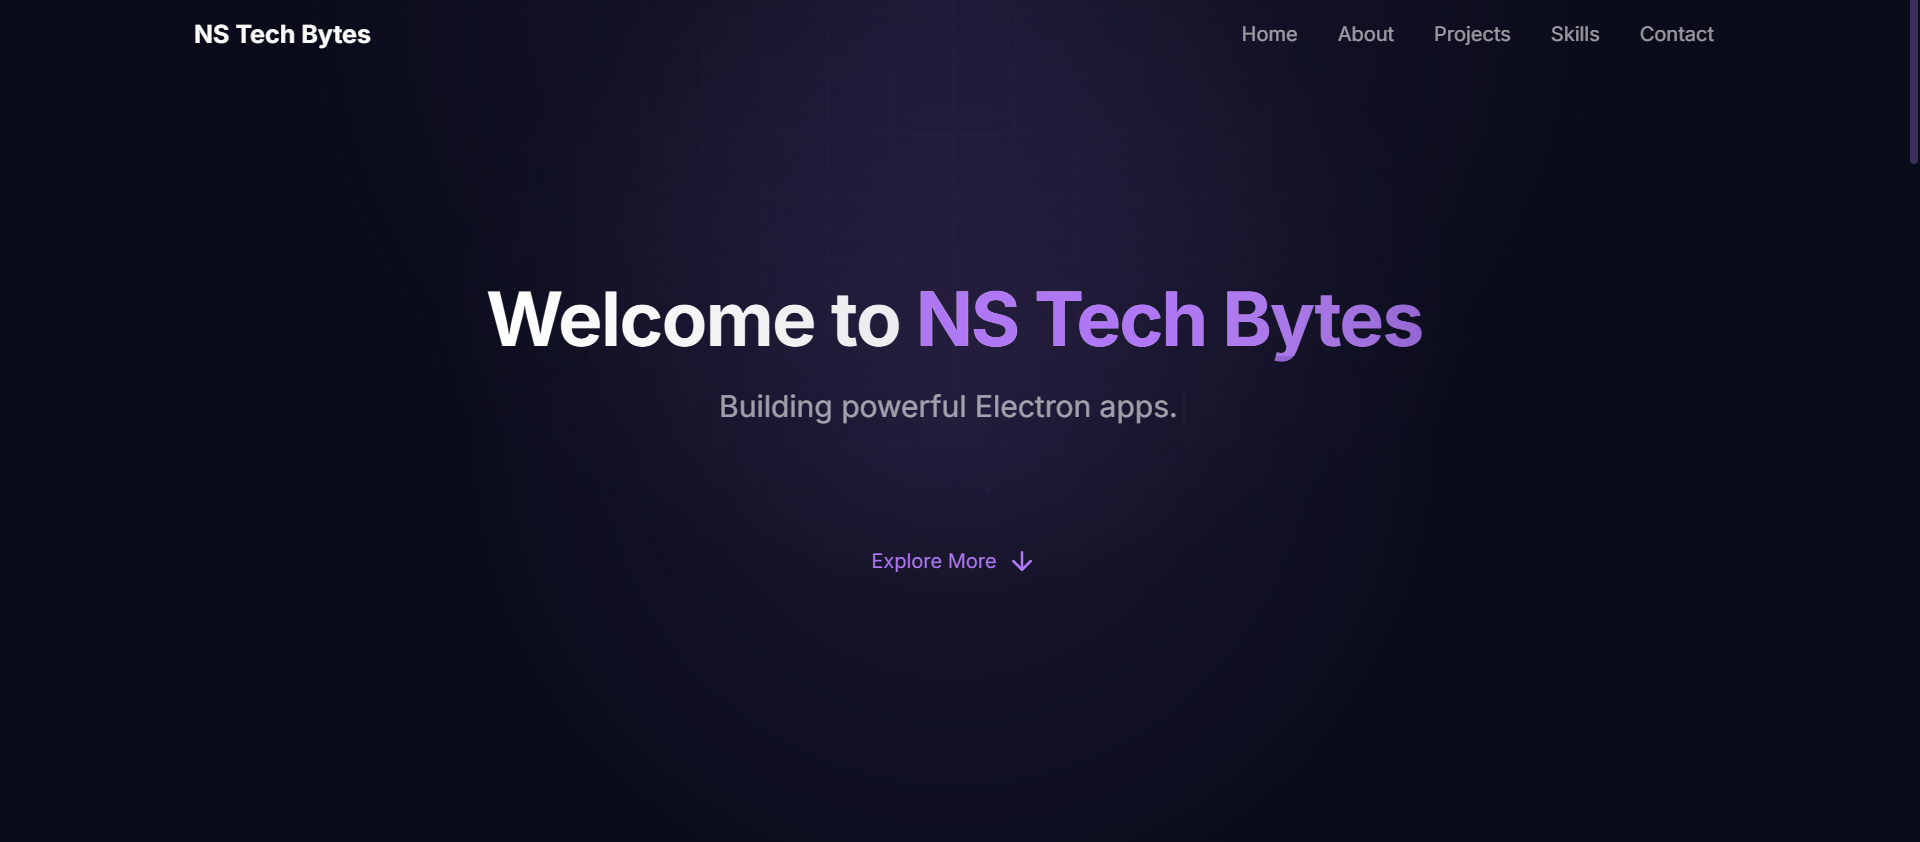 NS Tech Bytes
Home About Projects Skills Contact
Welcome to NS Tech Bytes
Building powerful Electron apps.
Explore More